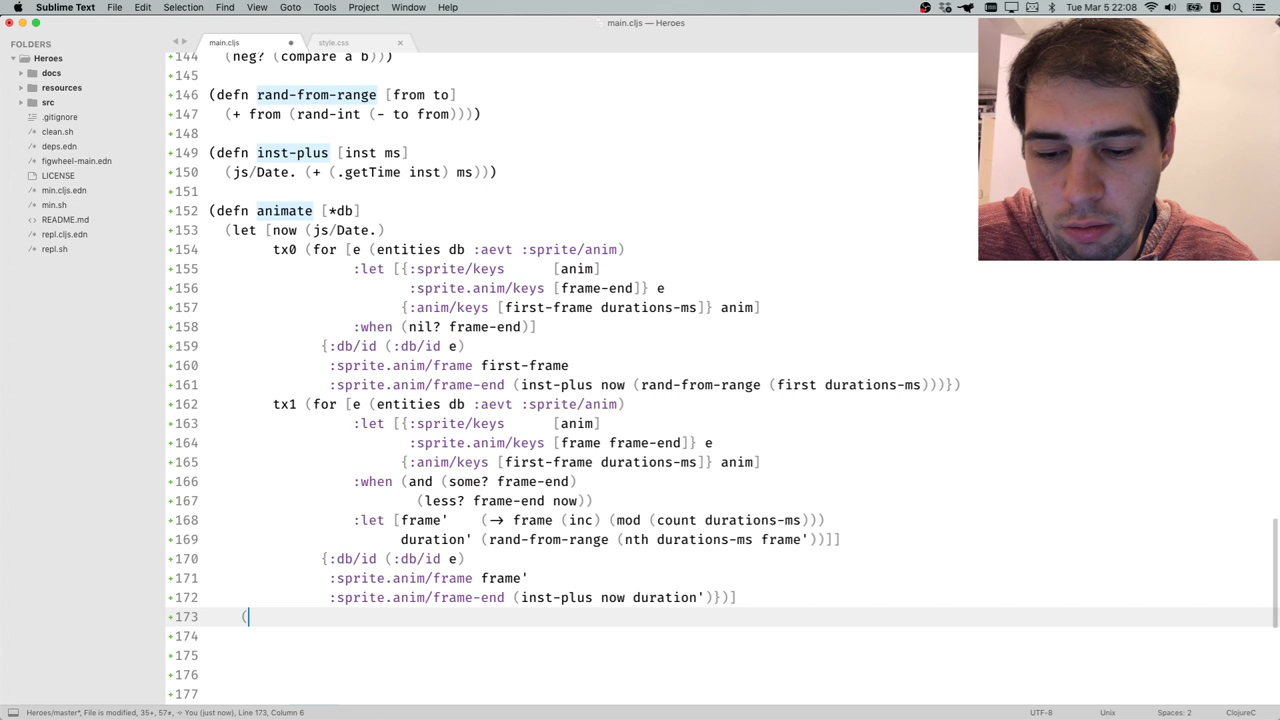 Sublime Text File Edit Selection Find View Goto Tools Project Window Help
Tue Mar 5 22:08
main.cljs — Heroes
FOLDERS
Heroes
docs
resources
src
.gitignore
clean.sh
deps.edn
figwheel-main.edn
LICENSE
min.cljs.edn
min.sh
README.md
repl.cljs.edn
repl.sh
main.cljs
style.css
144 (neg? (compare a b)))
145
146 (defn rand-from-range [from to]
147 (+ from (rand-int (- to from))))
148
149 (defn inst-plus [inst ms]
150 (js/Date. (+ (.getTime inst) ms)))
151
152 (defn animate [*db]
153 (let [now (js/Date.)
154 tx0 (for [e (entities db :aevt :sprite/anim)
155 :let [{:sprite/keys [anim]
156 :sprite.anim/keys [frame-end]} e
157 {:anim/keys [first-frame durations-ms]} anim]
158 :when (nil? frame-end)]
159 {:db/id (:db/id e)
160 :sprite.anim/frame first-frame
161 :sprite.anim/frame-end (inst-plus now (rand-from-range (first durations-ms)))})
162 tx1 (for [e (entities db :aevt :sprite/anim)
163 :let [{:sprite/keys [anim]
164 :sprite.anim/keys [frame frame-end]} e
165 {:anim/keys [first-frame durations-ms]} anim]
166 :when (and (some? frame-end)
167 (less? frame-end now))
168 :let [frame' (-> frame (inc) (mod (count durations-ms)))
169 duration' (rand-from-range (nth durations-ms frame'))]]
170 {:db/id (:db/id e)
171 :sprite.anim/frame frame'
172 :sprite.anim/frame-end (inst-plus now duration')})]
173 (
174
175
176
177
Heroes/master*, File is modified, 35+, 57≠, ÷ You (just now), Line 173, Column 6
UTF-8
Unix
Spaces: 2
ClojureC